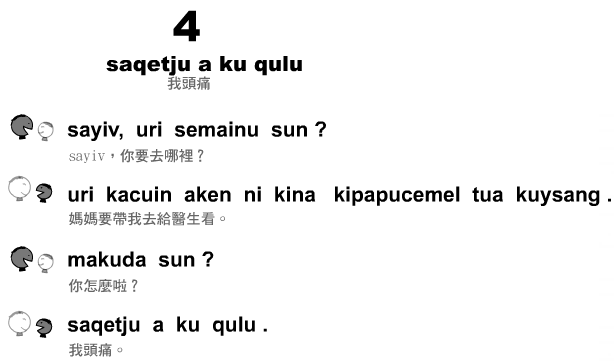 4
saqetju a ku qulu
我頭痛
sayiv, uri semainu sun ?
sayiv，你要去哪裡？
uri kacuin aken ni kina kipapucemel tua kuysang .
媽媽要帶我去給醫生看。
makuda sun ?
你怎麼啦？
saqetju a ku qulu .
我頭痛。